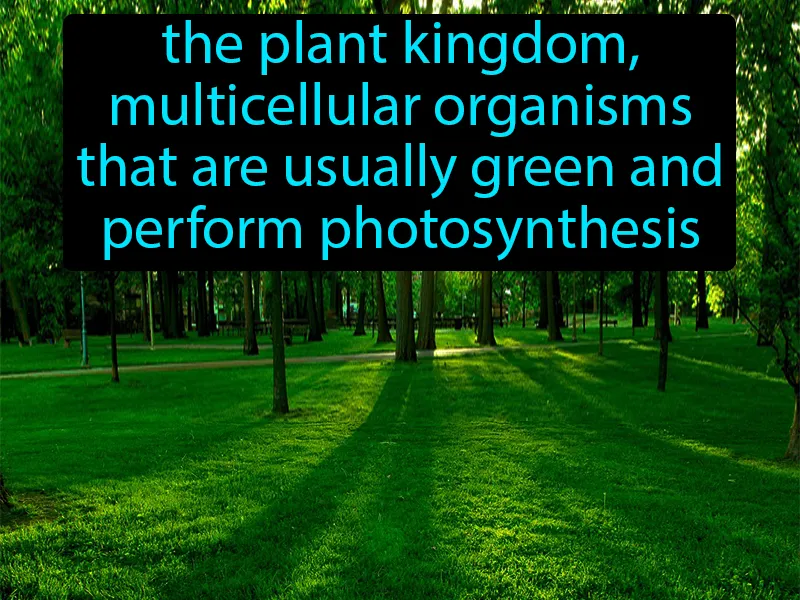 the plant kingdom,
multicellular organisms
that are usually green and
perform photosynthesis